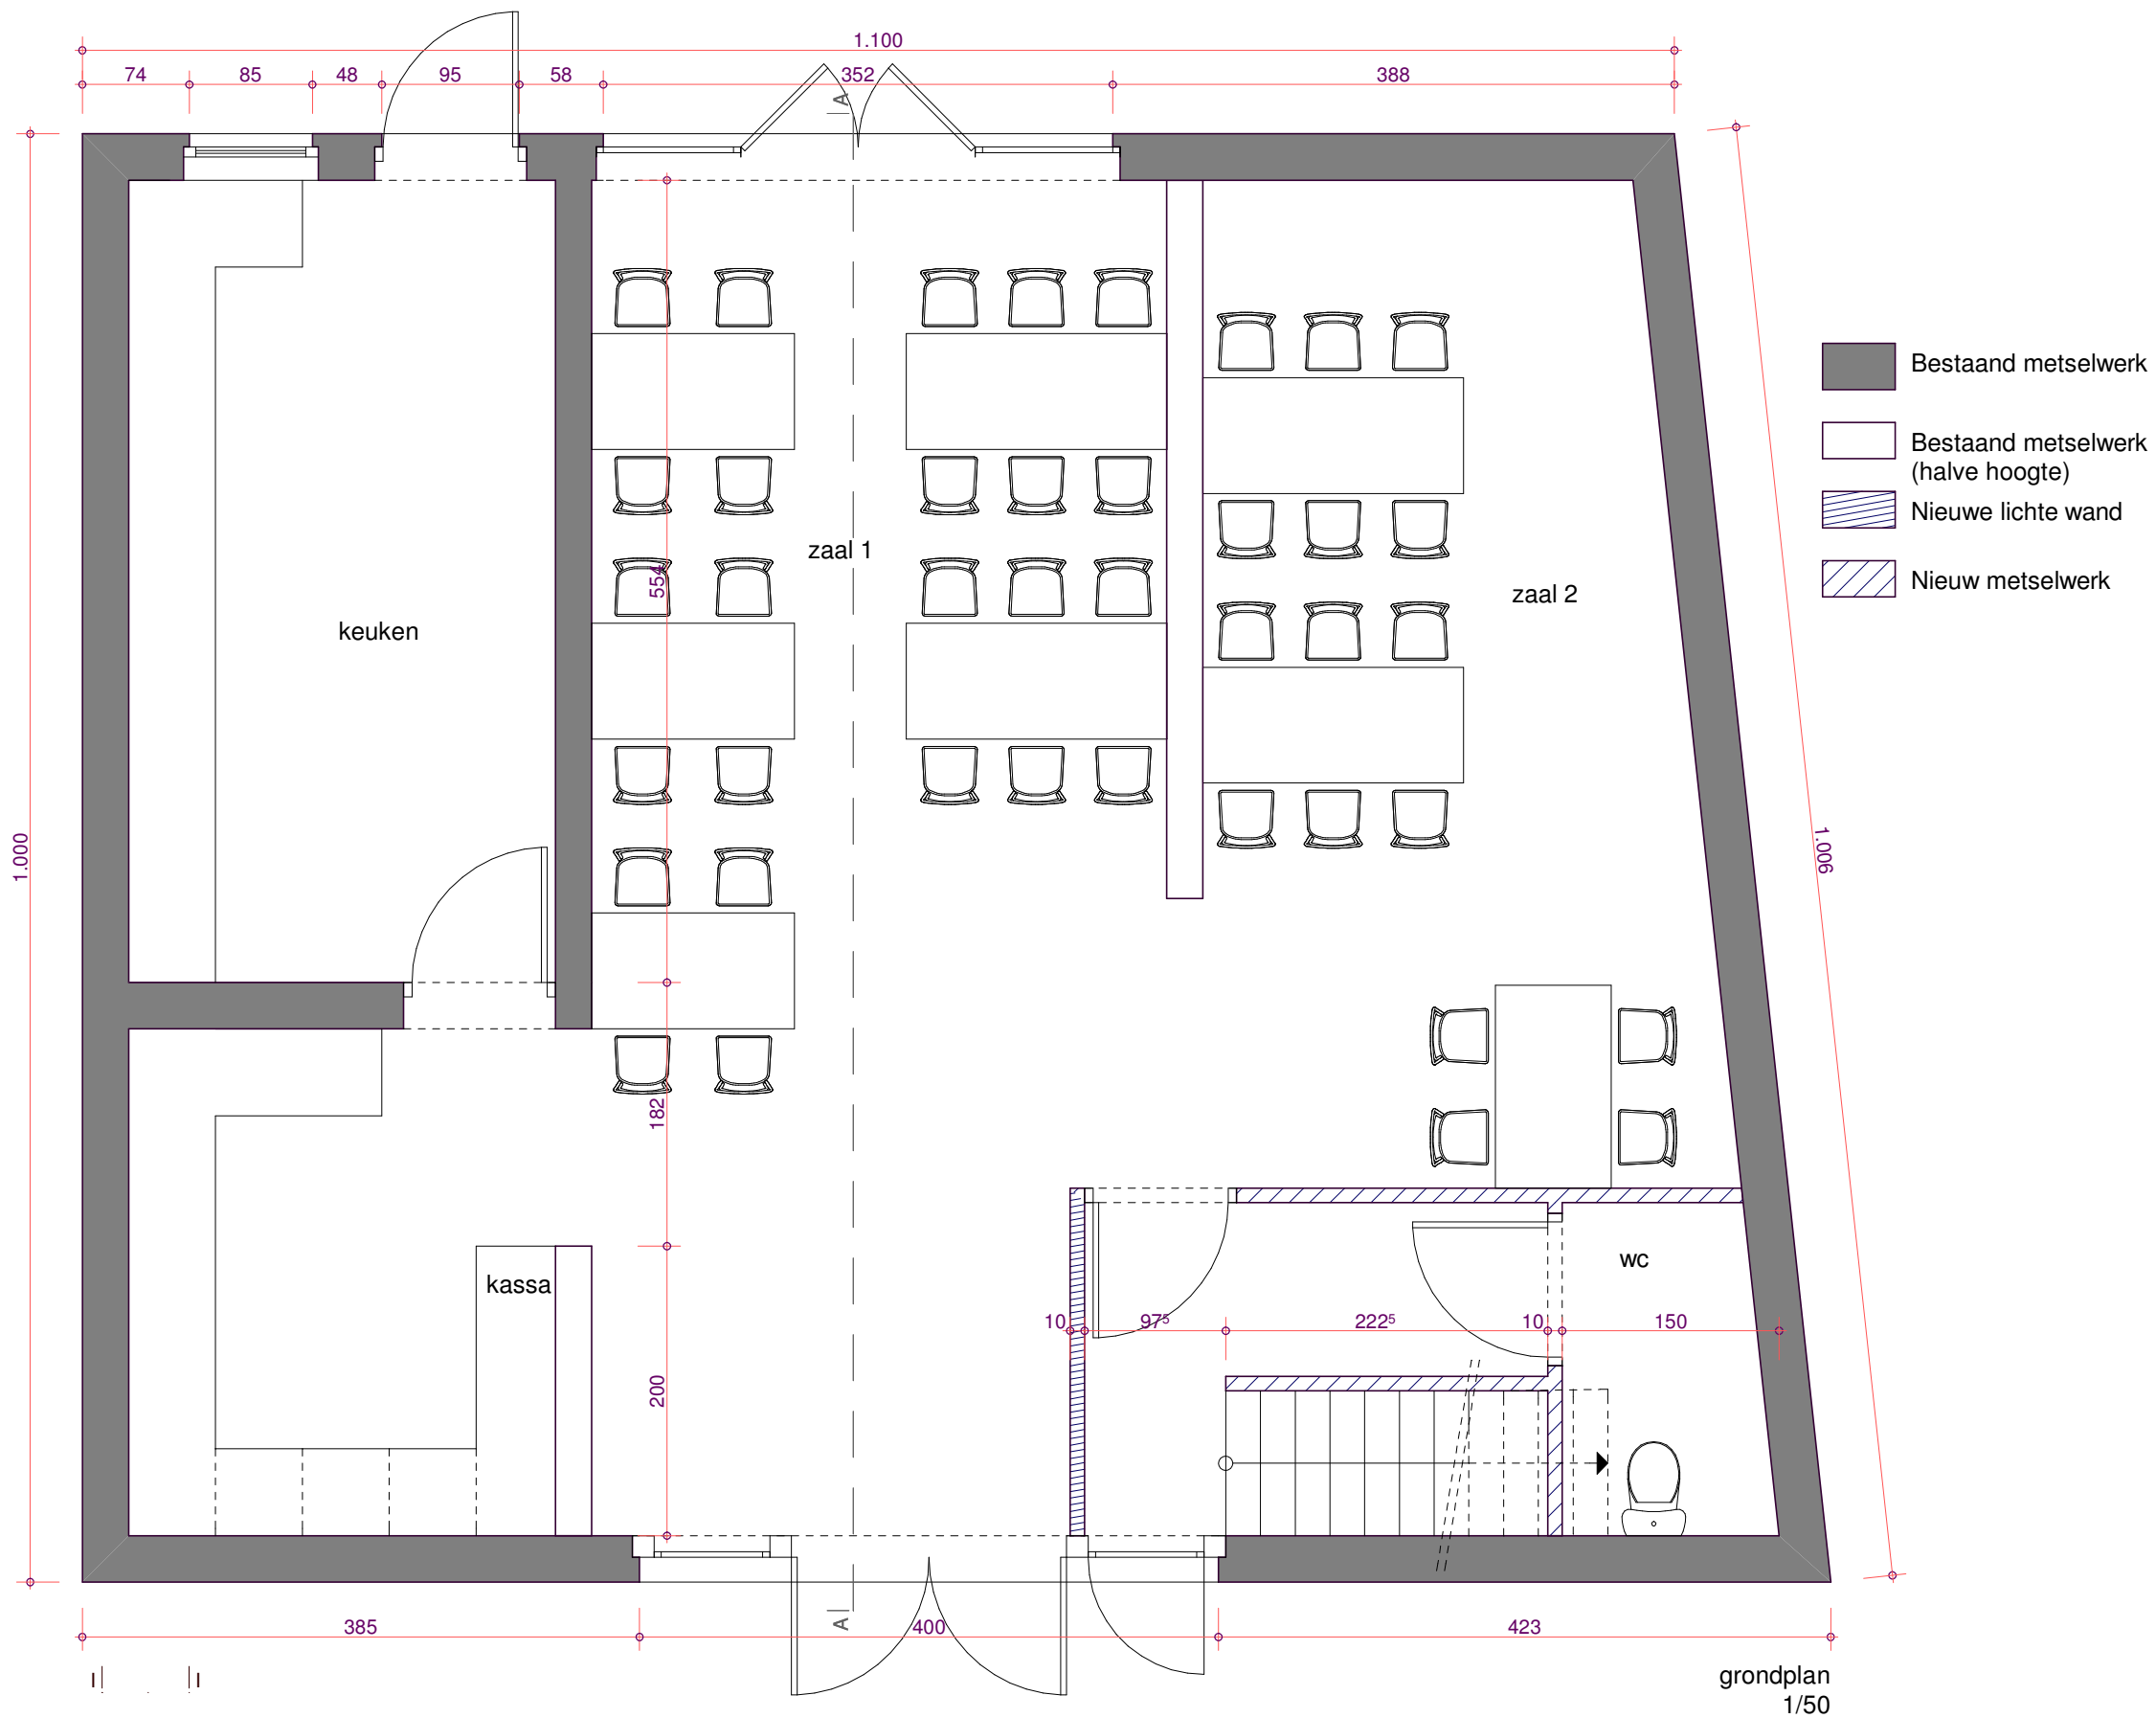 1.100
74 85 48 95 58 352 388
A
1.000
554
182
200
1.006
keuken
zaal 1
zaal 2
kassa
wc
10 97⁵ 222⁵ 10 150
A
385 400 423
Bestaand metselwerk
Bestaand metselwerk
(halve hoogte)
Nieuwe lichte wand
Nieuw metselwerk
grondplan
1/50